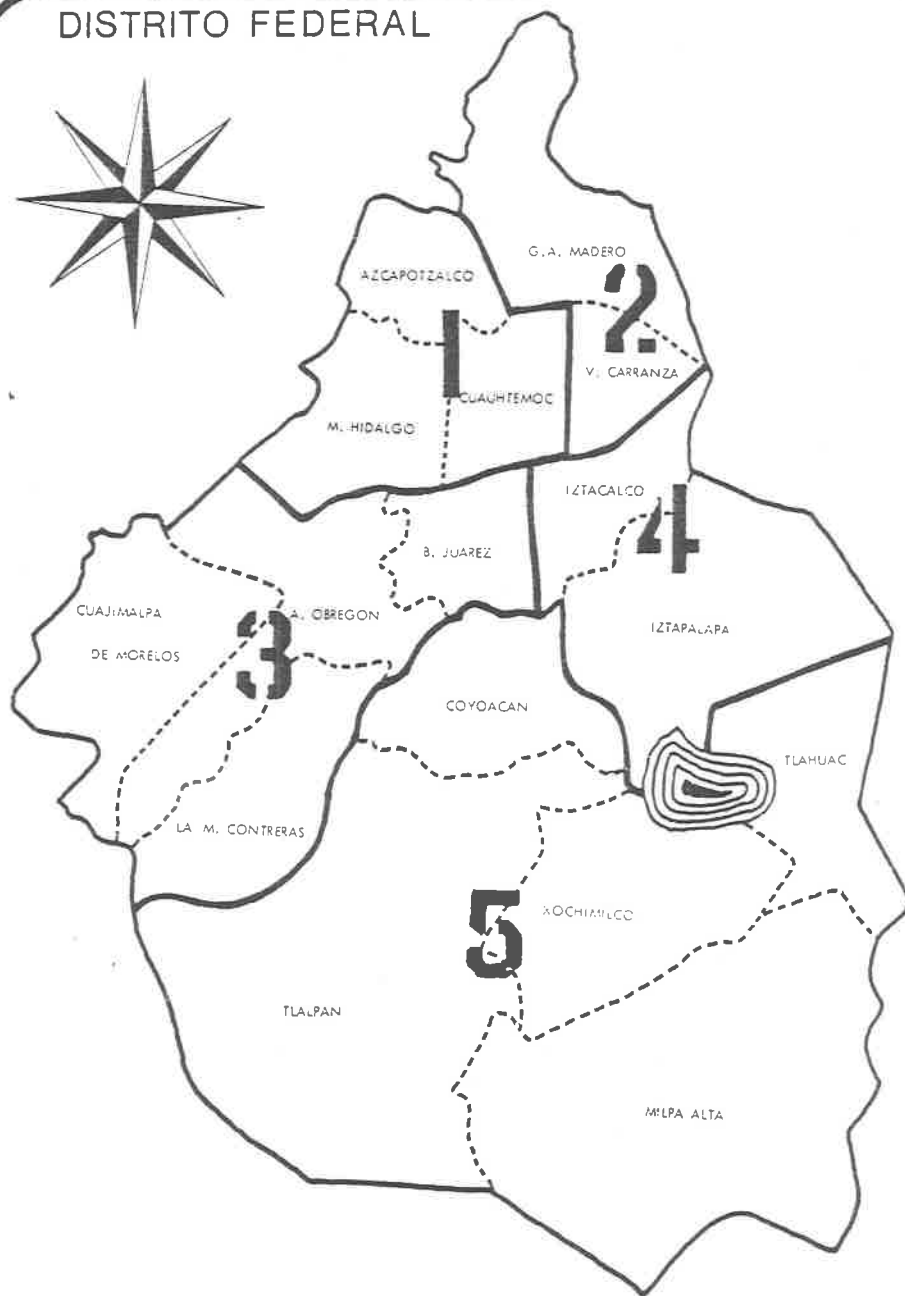 DISTRITO FEDERAL
G.A. MADERO
AZCAPOTZALCO
2
1
V. CARRANZA
CUAUHTEMOC
M. HIDALGO
IZTACALCO
4
B. JUAREZ
CUAJIMALPA
DE MORELOS
A. OBREGON
3
IZTAPALAPA
COYOACAN
TLAHUAC
LA M. CONTRERAS
5
XOCHIMILCO
TLALPAN
MILPA ALTA